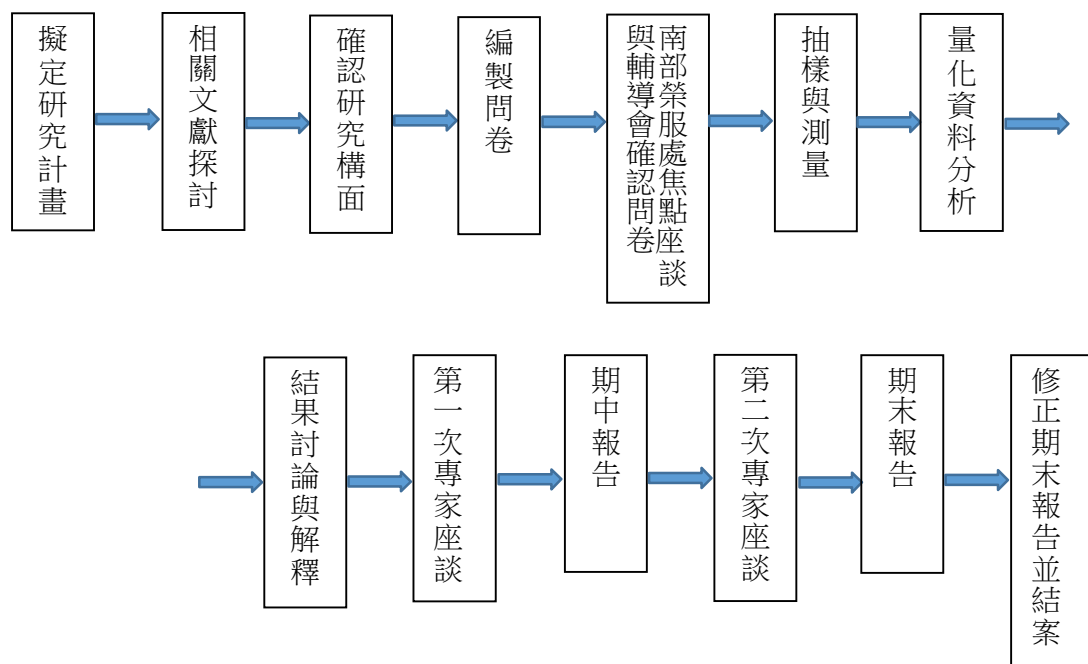 擬定研究計畫
相關文獻探討
確認研究構面
編製問卷
南部榮服處焦點座談
與輔導會確認問卷
抽樣與測量
量化資料分析
結果討論與解釋
第一次專家座談
期中報告
第二次專家座談
期末報告
修正期末報告並結案